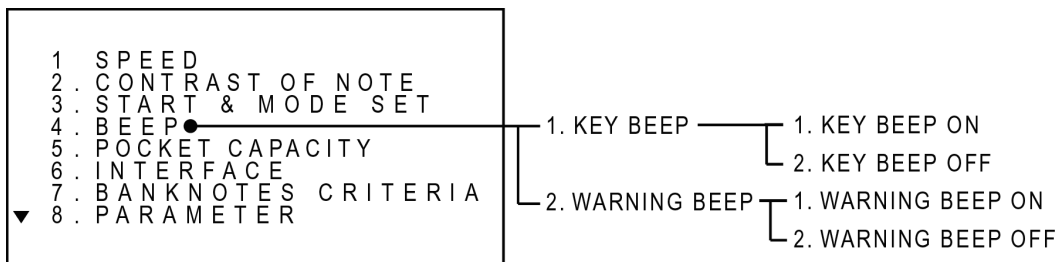 1 SPEED
2. CONTRAST OF NOTE
3. START & MODE SET
4. BEEP
5. POCKET CAPACITY
6. INTERFACE
7. BANKNOTES CRITERIA
▼ 8. PARAMETER
1. KEY BEEP
1. KEY BEEP ON
2. KEY BEEP OFF
2. WARNING BEEP
1. WARNING BEEP ON
2. WARNING BEEP OFF